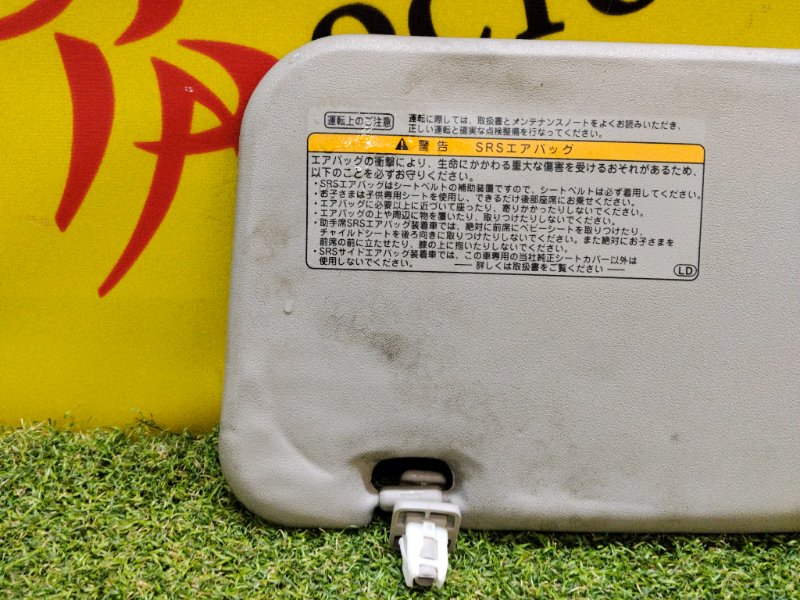 運転上のご注意
運転に際しては、取扱書とメンテナンスノートをよくお読みいただき、
正しい運転と確実な点検整備を行なってください。
警告 SRSエアバッグ
エアバッグの衝撃により、生命にかかわる重大な傷害を受けるおそれがあるため、
以下のことを必ずお守りください。
・SRSエアバッグはシートベルトの補助装置ですので、シートベルトは必ず着用してください。
・お子さまは子供専用シートを使用し、できるだけ後部座席にお乗せください。
・エアバッグに必要以上に近づいて座ったり、寄りかかったりしないでください。
・エアバッグの上や周辺に物を置いたり、取りつけたりしないでください。
・助手席SRSエアバッグ装着車では、絶対に前席にベビーシートを取りつけたり、
チャイルドシートを後ろ向きに取りつけたりしないでください。また絶対にお子さまを
前席の前に立たせたり、膝の上に抱いたりしないでください。
・SRSサイドエアバッグ装着車では、この車専用の当社純正シートカバー以外は
使用しないでください。 ── 詳しくは取扱書をご覧ください ──
LD